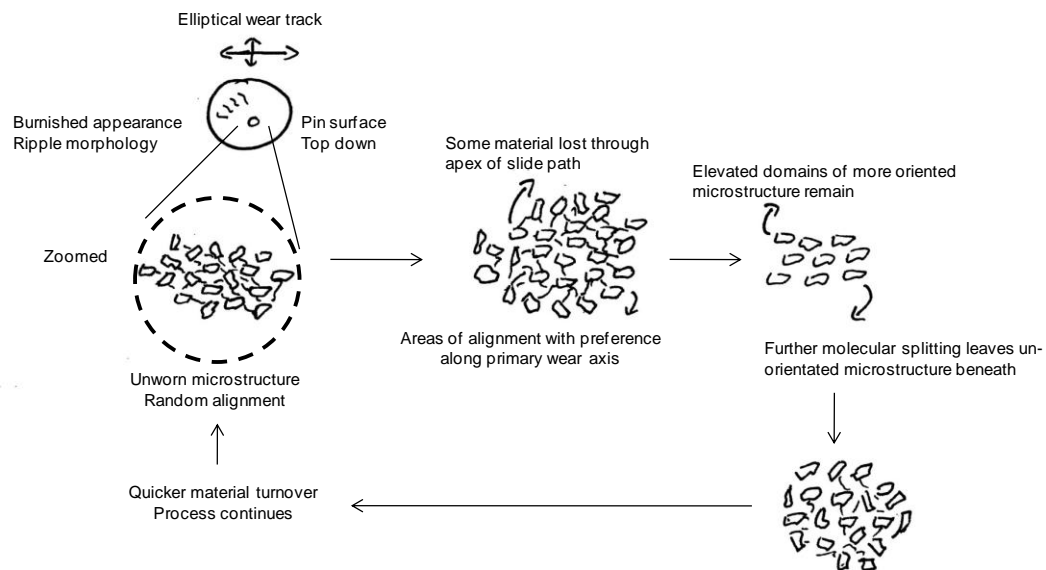 Elliptical wear track
Burnished appearance
Ripple morphology
Pin surface
Top down
Zoomed
Unworn microstructure
Random alignment
Some material lost through
apex of slide path
Areas of alignment with preference
along primary wear axis
Elevated domains of more oriented
microstructure remain
Further molecular splitting leaves un-
orientated microstructure beneath
Quicker material turnover
Process continues